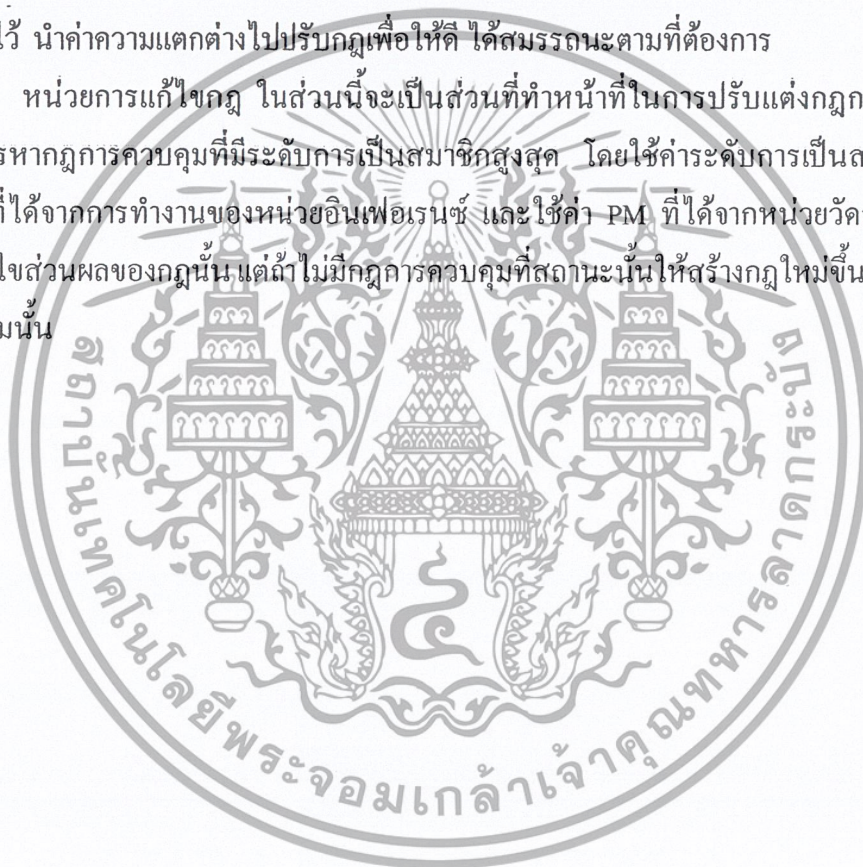 ไว้ นำค่าความแตกต่างไปปรับกฎเพื่อให้ดี ได้สมรรถนะตามที่ต้องการ
หน่วยการแก้ไขกฎ ในส่วนนี้จะเป็นส่วนที่ทำหน้าที่ในการปรับแต่งกฎก
รหากฎการควบคุมที่มีระดับการเป็นสมาชิกสูงสุด โดยใช้ค่าระดับการเป็นส
ที่ได้จากการทำงานของหน่วยอินเฟอเรนซ์ และใช้ค่า PM ที่ได้จากหน่วยวัด
ไขส่วนผลของกฎนั้น แต่ถ้าไม่มีกฎการควบคุมที่สถานะนั้นให้สร้างกฎใหม่ขึ้น
มนั้น
สถาบันเทคโนโลยีพระจอมเกล้าเจ้าคุณทหารลาดกระบัง
๔